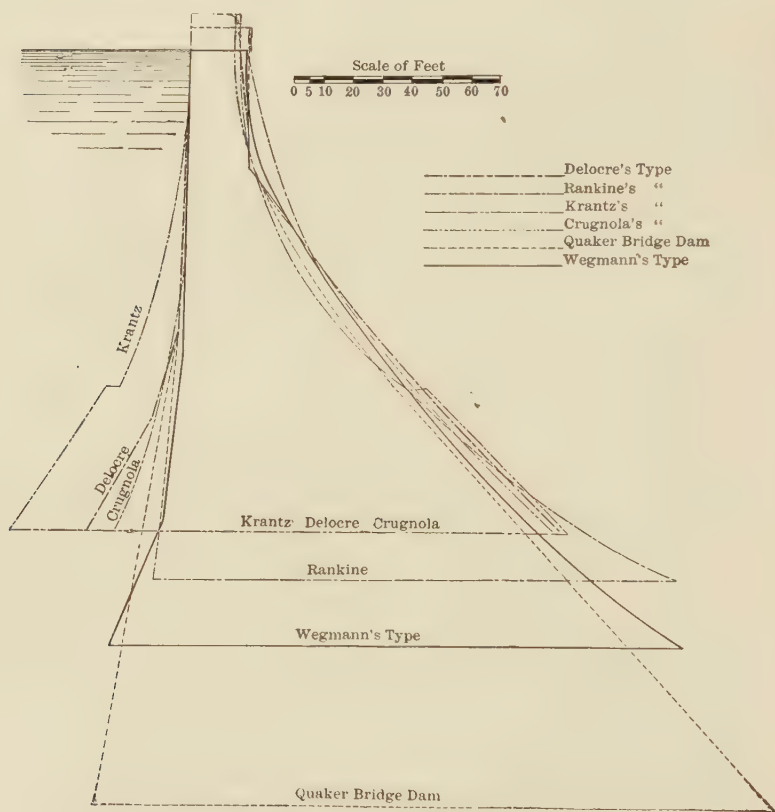 Scale of Feet
0 5 10 20 30 40 50 60 70
Delocre's Type
Rankine's "
Krantz's "
Crugnola's "
Quaker Bridge Dam
Wegmann's Type
Krantz
Delocre
Crugnola
Krantz Delocre Crugnola
Rankine
Wegmann's Type
Quaker Bridge Dam